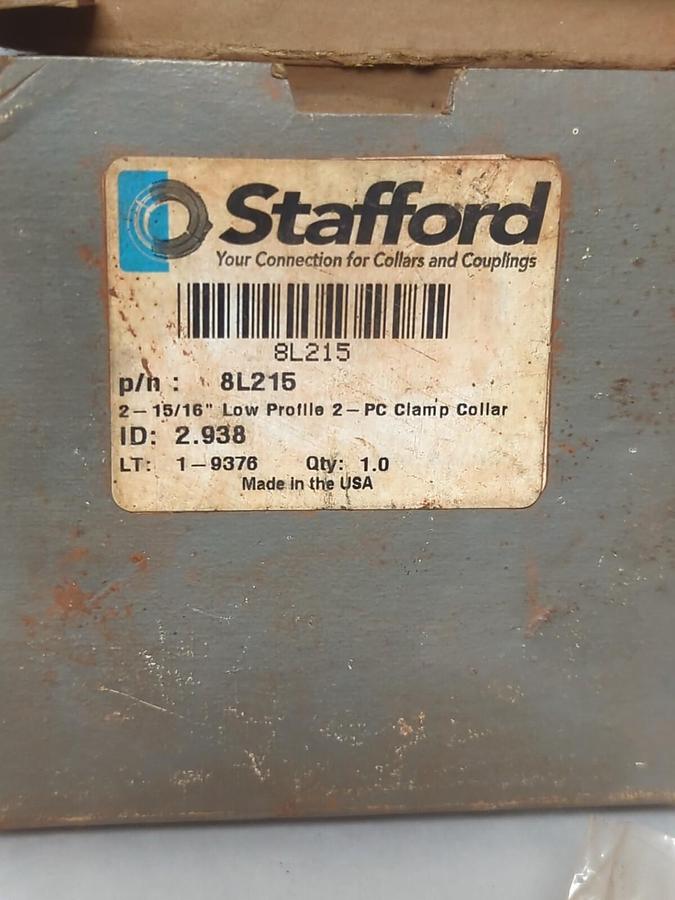 Stafford
Your Connection for Collars and Couplings
8L215
p/n : 8L215
2-15/16" Low Profile 2-PC Clamp Collar
ID: 2.938
LT: 1-9376 Qty: 1.0
Made in the USA